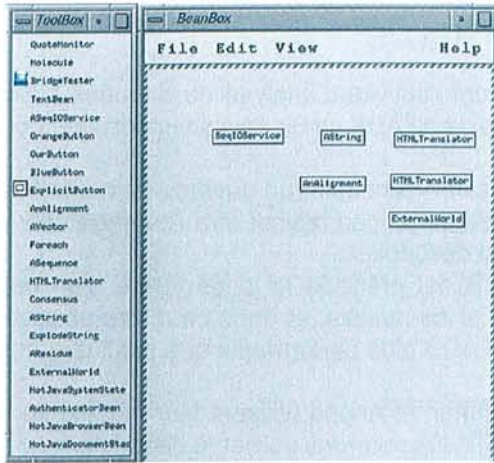 ToolBox
QuoteMonitor
Molecule
BridgeTester
TextBean
ASeqIOService
OrangeButton
OurButton
BlueButton
ExplicitButton
AnAlignment
AVector
Foreach
ASequence
HTMLTranslator
Consensus
AString
ExplodeString
AResidue
ExternalWorld
HotJavaSystemState
AuthenticatorBean
HotJavaBrowserBean
HotJavaDocumentStac
BeanBox
File Edit View Help
SeqIOService AString HTMLTranslator
AnAlignment HTMLTranslator
ExternalWorld